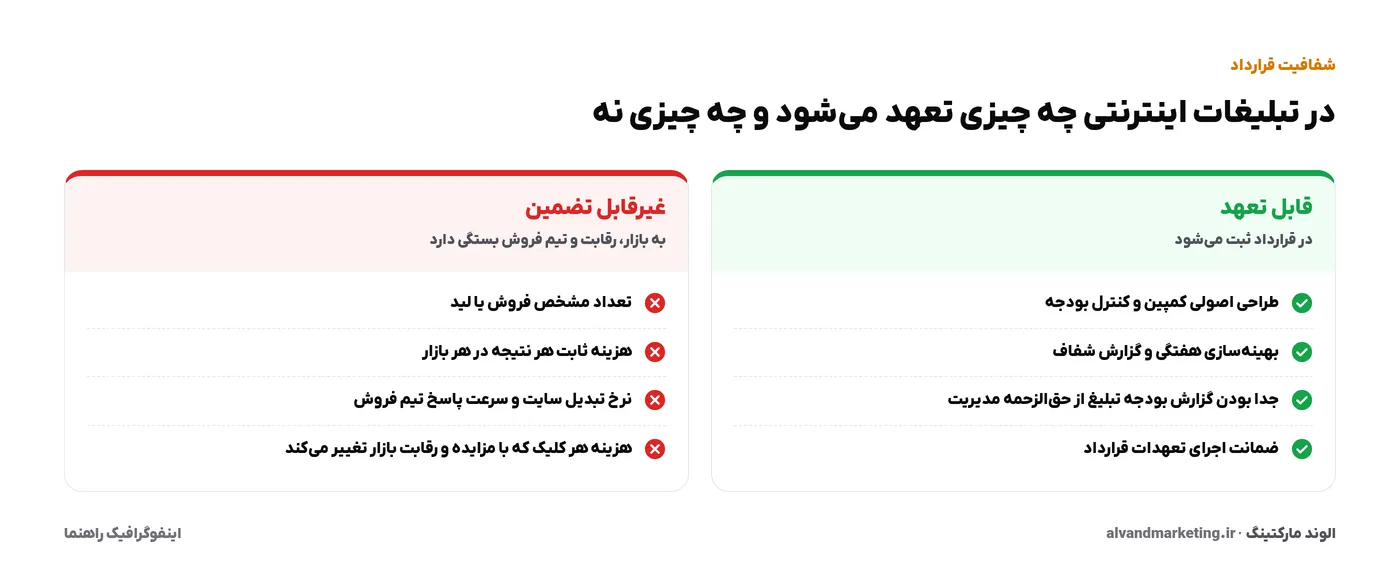 شفافیت قرارداد
در تبلیغات اینترنتی چه چیزی تعهد می‌شود و چه چیزی نه
قابل تعهد
در قرارداد ثبت می‌شود
طراحی اصولی کمپین و کنترل بودجه
بهینه‌سازی هفتگی و گزارش شفاف
جدا بودن گزارش بودجه تبلیغ از حق‌الزحمه مدیریت
ضمانت اجرای تعهدات قرارداد
غیرقابل تضمین
به بازار، رقابت و تیم فروش بستگی دارد
تعداد مشخص فروش یا لید
هزینه ثابت هر نتیجه در هر بازار
نرخ تبدیل سایت و سرعت پاسخ تیم فروش
هزینه هر کلیک که با مزایده و رقابت بازار تغییر می‌کند
الوند مارکتینگ · alvandmarketing.ir
اینفوگرافیک راهنما